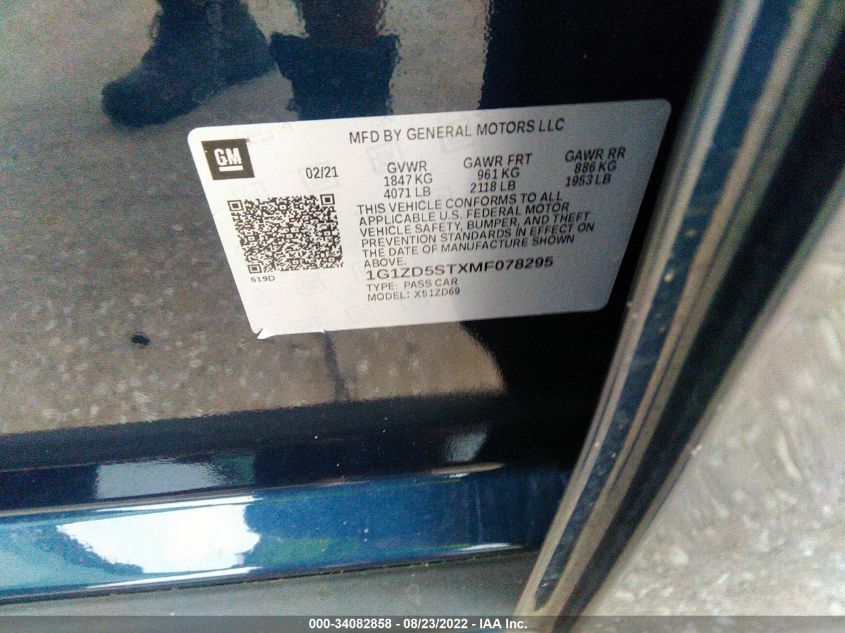 MFD BY GENERAL MOTORS LLC
GM
02/21 GVWR GAWR FRT GAWR RR
1847 KG 961 KG 886 KG
4071 LB 2118 LB 1953 LB
THIS VEHICLE CONFORMS TO ALL
APPLICABLE U.S. FEDERAL MOTOR
VEHICLE SAFETY, BUMPER, AND THEFT
PREVENTION STANDARDS IN EFFECT ON
THE DATE OF MANUFACTURE SHOWN
ABOVE.
1G1ZD5STXMF078295
619D
TYPE: PASS CAR
MODEL: X51ZD69
000-34082858 - 08/23/2022 - IAA Inc.